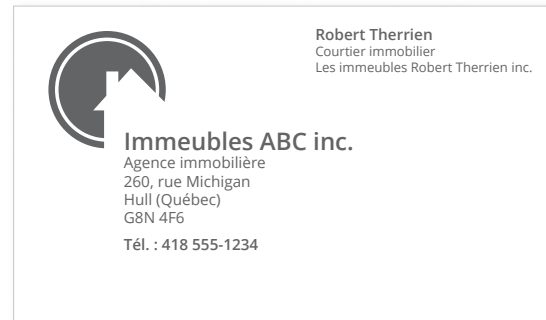 Robert Therrien
Courtier immobilier
Les immeubles Robert Therrien inc.
Immeubles ABC inc.
Agence immobilière
260, rue Michigan
Hull (Québec)
G8N 4F6
Tél. : 418 555-1234